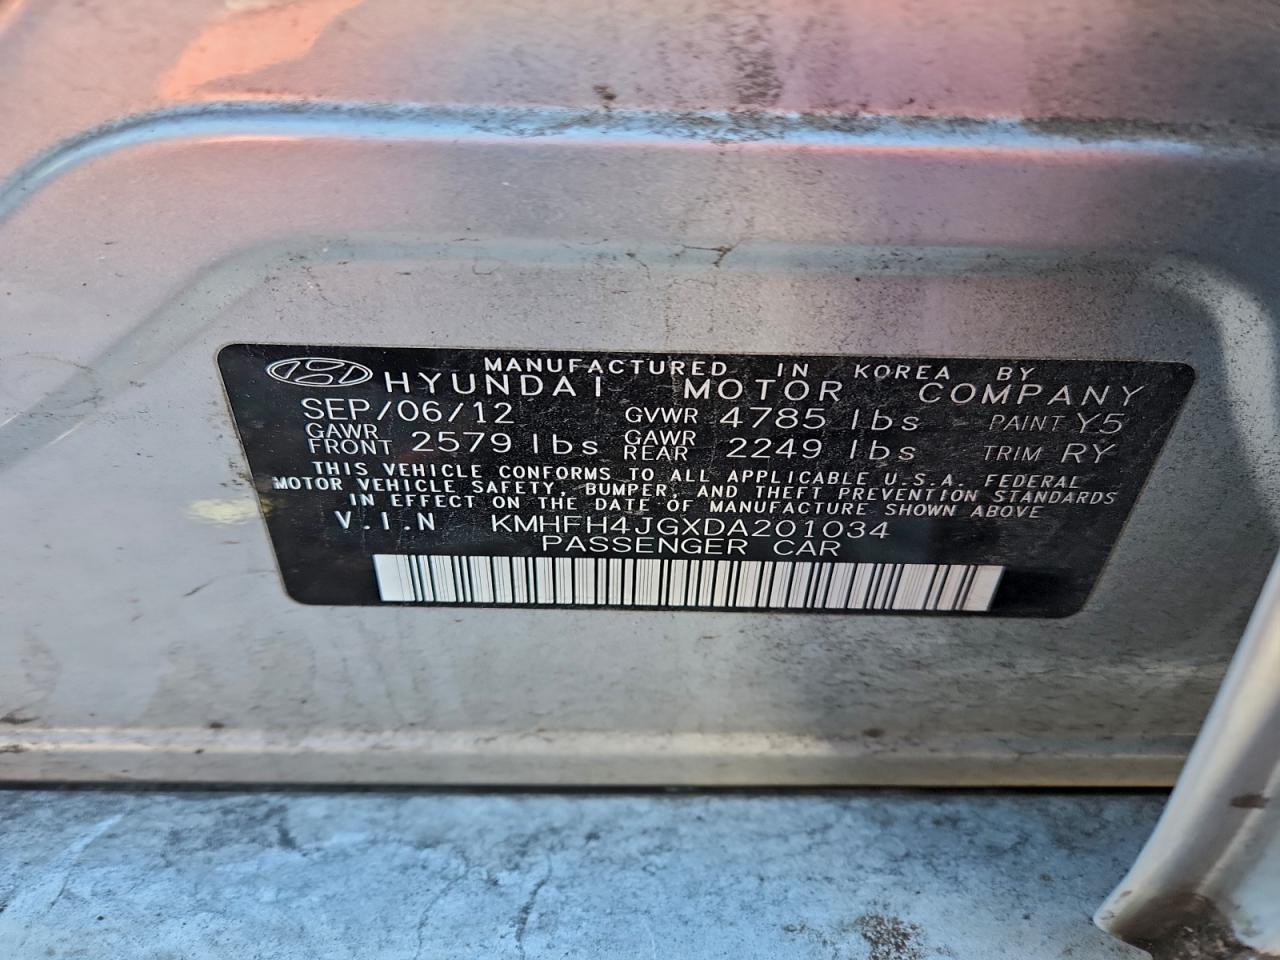 MANUFACTURED IN KOREA BY
HYUNDAI MOTOR COMPANY
SEP/06/12 GVWR 4785 lbs PAINT Y5
GAWR FRONT 2579 lbs GAWR REAR 2249 lbs TRIM RY
THIS VEHICLE CONFORMS TO ALL APPLICABLE U.S.A. FEDERAL
MOTOR VEHICLE SAFETY, BUMPER, AND THEFT PREVENTION STANDARDS
IN EFFECT ON THE DATE OF MANUFACTURE SHOWN ABOVE
V.I.N KMHFH4JGXDA201034
PASSENGER CAR